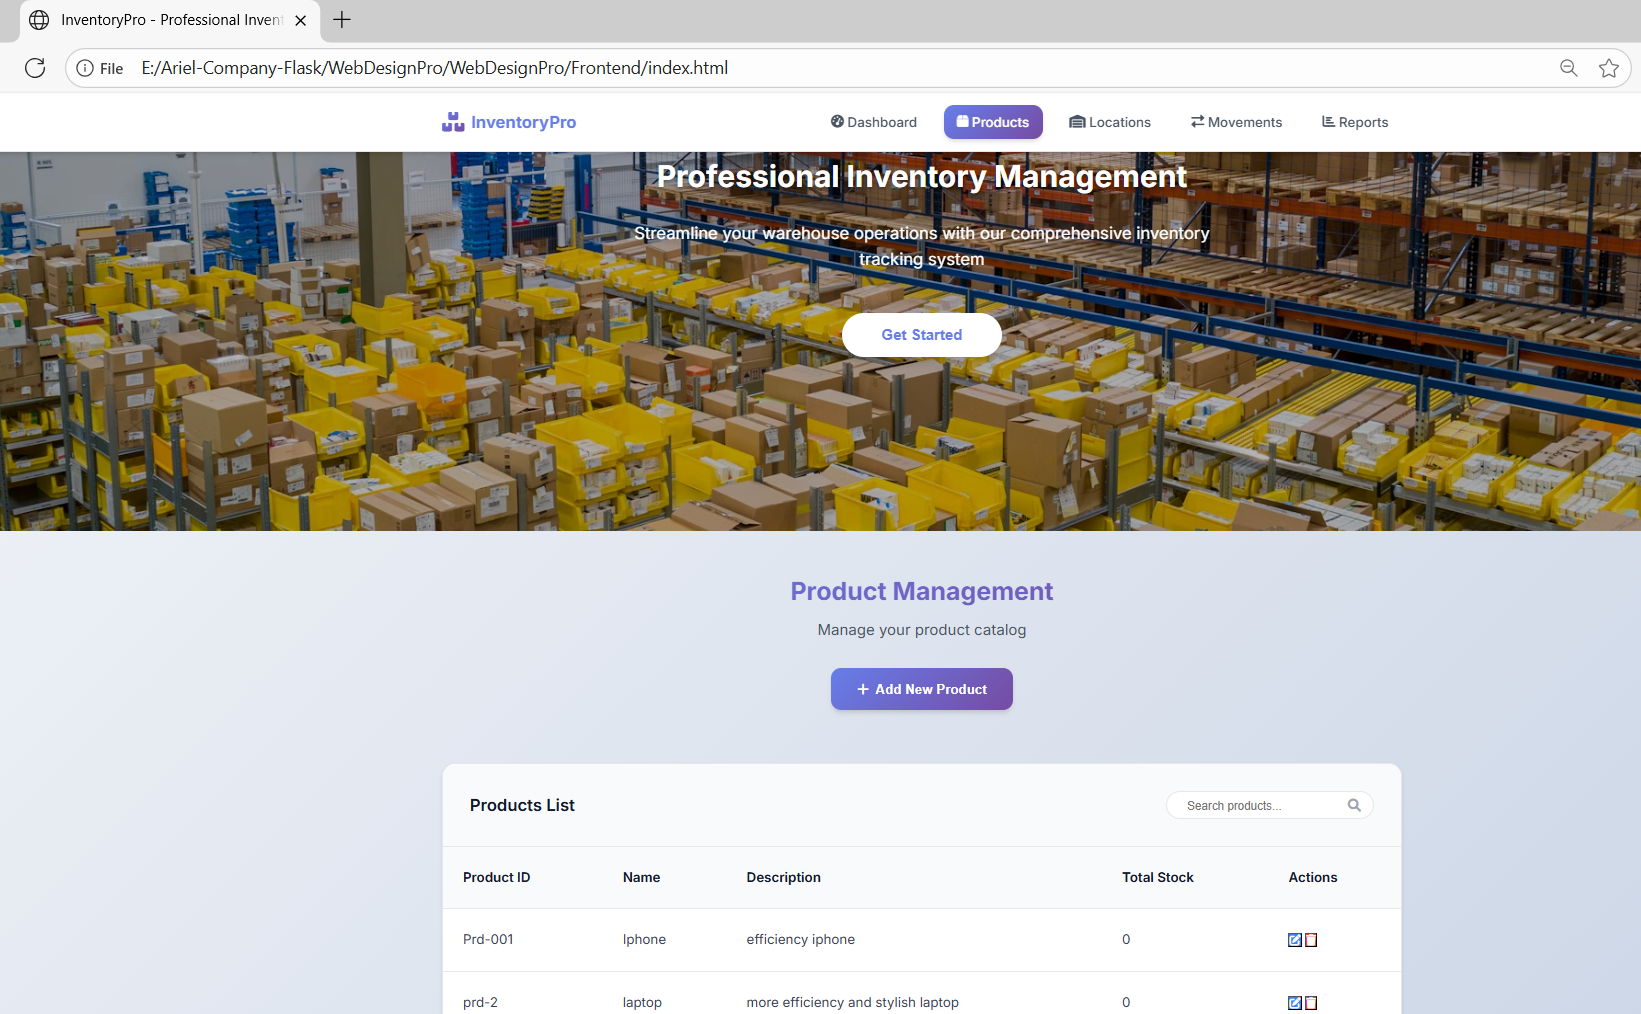 InventoryPro - Professional Invent
File E:/Ariel-Company-Flask/WebDesignPro/WebDesignPro/Frontend/index.html
InventoryPro Dashboard Products Locations Movements Reports
Professional Inventory Management
Streamline your warehouse operations with our comprehensive inventory
tracking system
Get Started
Product Management
Manage your product catalog
+ Add New Product
Products List Search products...
Product ID Name Description Total Stock Actions
Prd-001 Iphone efficiency iphone 0
prd-2 laptop more efficiency and stylish laptop 0